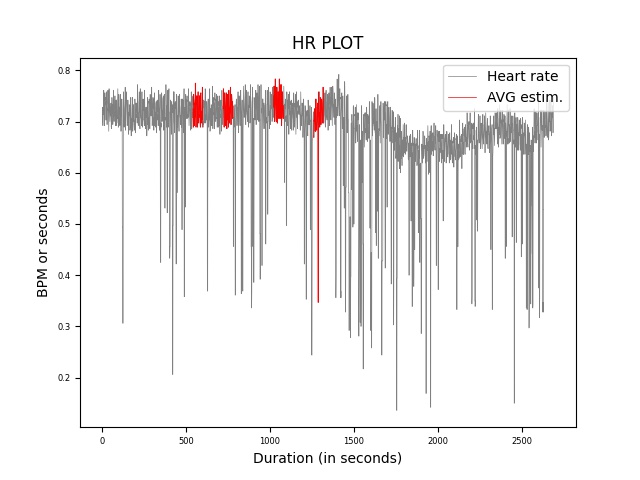 HR PLOT
Heart rate
AVG estim.
0.8
0.7
0.6
0.5
0.4
0.3
0.2
BPM or seconds
0
500
1000
1500
2000
2500
Duration (in seconds)